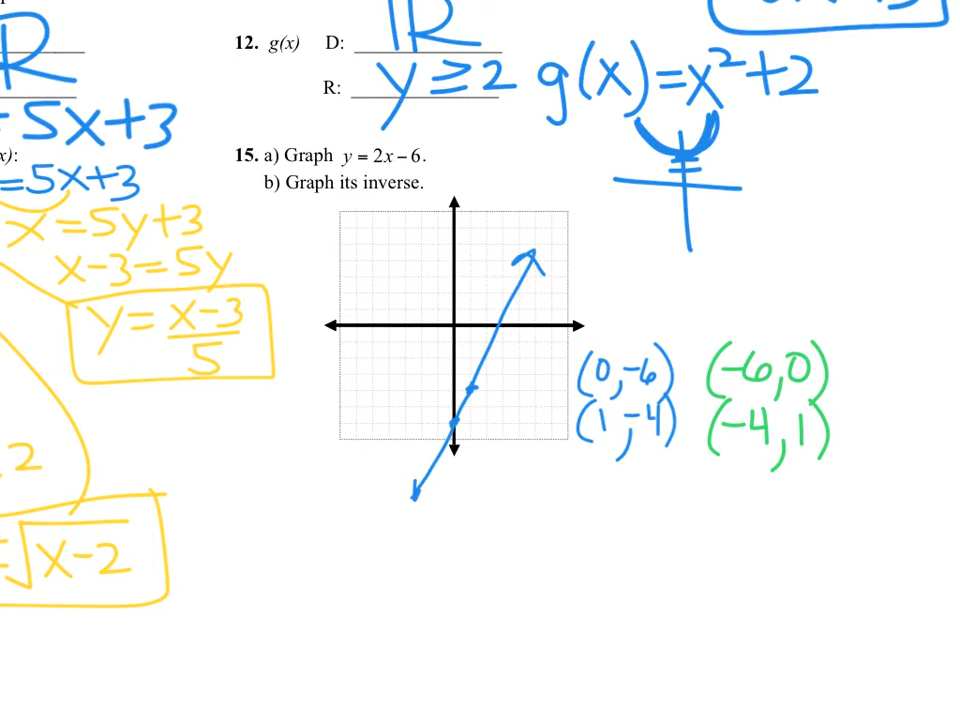 R
12. g(x) D: ℝ
R: y ≥ 2 g(x)=x²+2
= 5x+3
x):
=5x+3
15. a) Graph y = 2x – 6.
b) Graph its inverse.
x=5y+3
x-3=5y
y = x-3/5
(0,-6) (-6,0)
(1,-4) (-4,1)
2
=√x-2